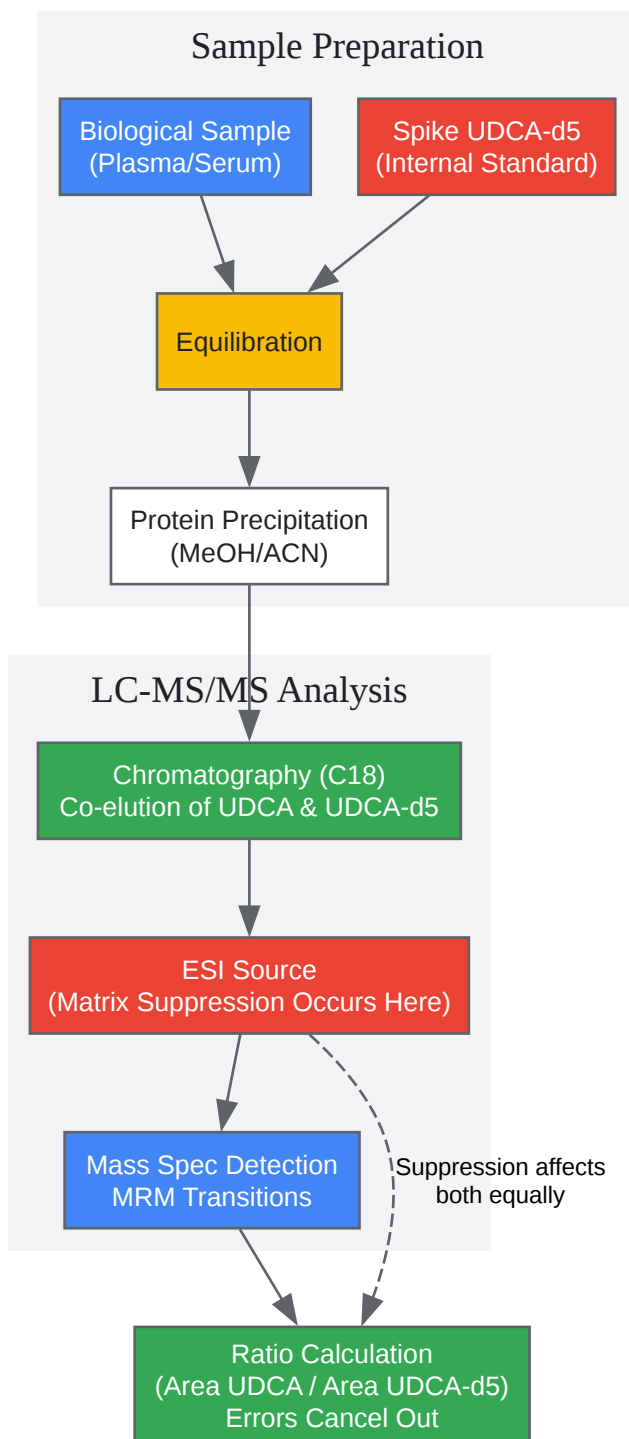 Sample Preparation
Biological Sample
(Plasma/Serum)
Spike UDCA-d5
(Internal Standard)
Equilibration
Protein Precipitation
(MeOH/ACN)
LC-MS/MS Analysis
Chromatography (C18)
Co-elution of UDCA & UDCA-d5
ESI Source
(Matrix Suppression Occurs Here)
Mass Spec Detection
MRM Transitions
Suppression affects
both equally
Ratio Calculation
(Area UDCA / Area UDCA-d5)
Errors Cancel Out